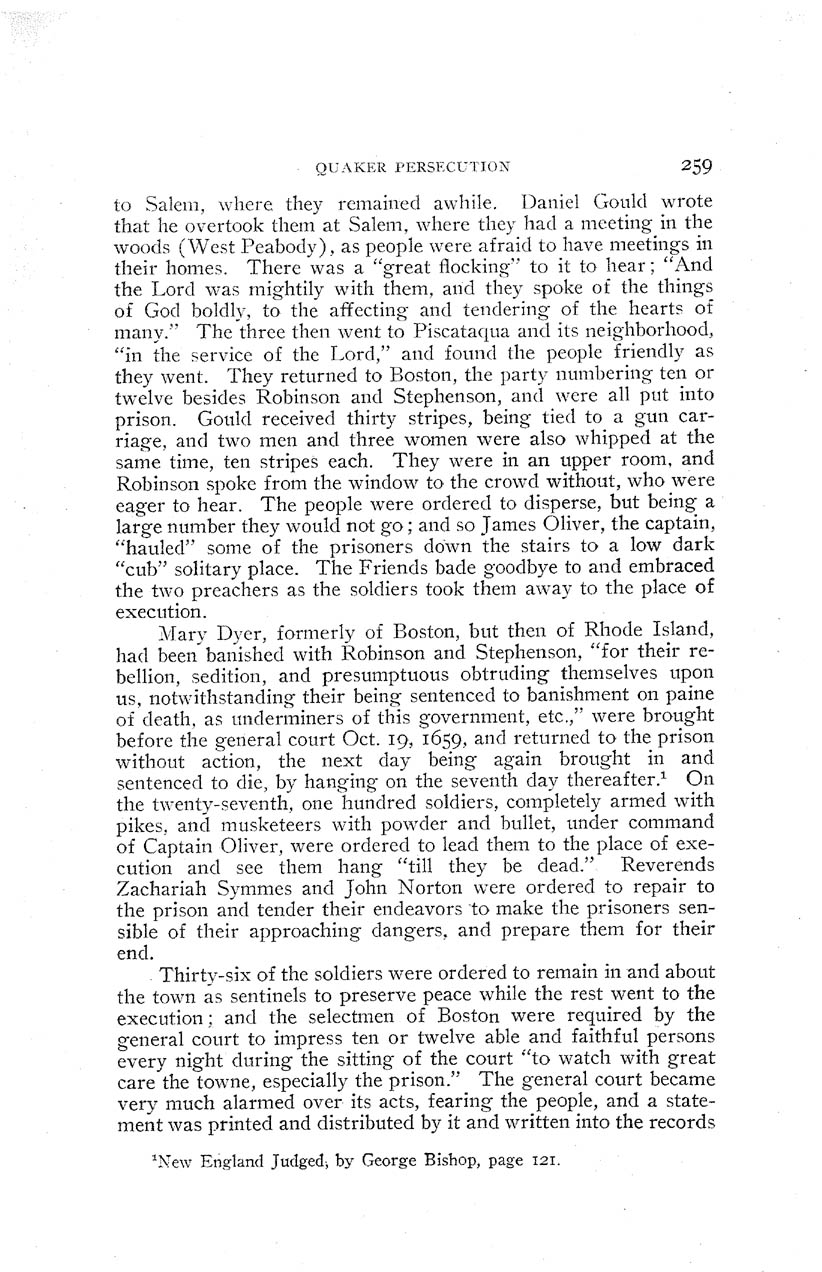 QUAKER PERSECUTION 259
to Salem, where they remained awhile. Daniel Gould wrote
that he overtook them at Salem, where they had a meeting in the
woods (West Peabody), as people were afraid to have meetings in
their homes. There was a “great flocking” to it to hear; “And
the Lord was mightily with them, and they spoke of the things
of God boldly, to the affecting and tendering of the hearts of
many.” The three then went to Piscataqua and its neighborhood,
“in the service of the Lord,” and found the people friendly as
they went. They returned to Boston, the party numbering ten or
twelve besides Robinson and Stephenson, and were all put into
prison. Gould received thirty stripes, being tied to a gun car-
riage, and two men and three women were also whipped at the
same time, ten stripes each. They were in an upper room, and
Robinson spoke from the window to the crowd without, who were
eager to hear. The people were ordered to disperse, but being a
large number they would not go; and so James Oliver, the captain,
“hauled” some of the prisoners down the stairs to a low dark
“cub” solitary place. The Friends bade goodbye to and embraced
the two preachers as the soldiers took them away to the place of
execution.
Mary Dyer, formerly of Boston, but then of Rhode Island,
had been banished with Robinson and Stephenson, “for their re-
bellion, sedition, and presumptuous obtruding themselves upon
us, notwithstanding their being sentenced to banishment on paine
of death, as underminers of this government, etc.,” were brought
before the general court Oct. 19, 1659, and returned to the prison
without action, the next day being again brought in and
sentenced to die, by hanging on the seventh day thereafter.¹ On
the twenty-seventh, one hundred soldiers, completely armed with
pikes, and musketeers with powder and bullet, under command
of Captain Oliver, were ordered to lead them to the place of exe-
cution and see them hang “till they be dead.” Reverends
Zachariah Symmes and John Norton were ordered to repair to
the prison and tender their endeavors to make the prisoners sen-
sible of their approaching dangers, and prepare them for their
end.
Thirty-six of the soldiers were ordered to remain in and about
the town as sentinels to preserve peace while the rest went to the
execution; and the selectmen of Boston were required by the
general court to impress ten or twelve able and faithful persons
every night during the sitting of the court “to watch with great
care the towne, especially the prison.” The general court became
very much alarmed over its acts, fearing the people, and a state-
ment was printed and distributed by it and written into the records
¹New England Judged, by George Bishop, page 121.